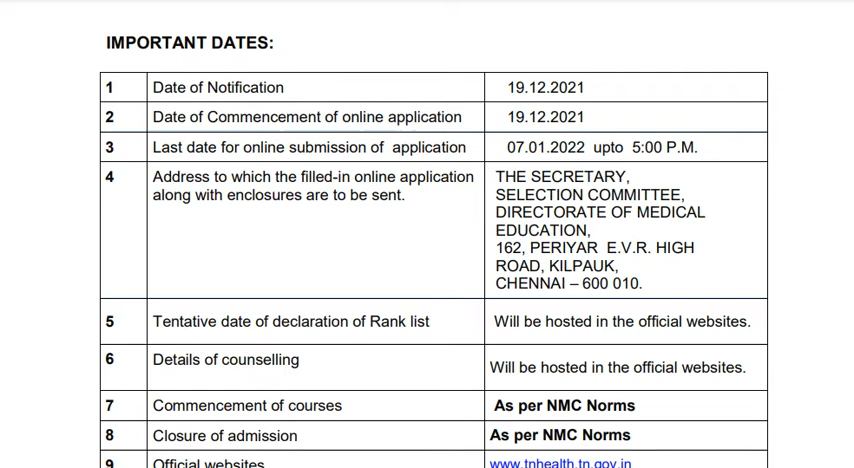 IMPORTANT DATES:
1 Date of Notification 19.12.2021
2 Date of Commencement of online application 19.12.2021
3 Last date for online submission of application 07.01.2022 upto 5:00 P.M.
4 Address to which the filled-in online application
along with enclosures are to be sent.
THE SECRETARY,
SELECTION COMMITTEE,
DIRECTORATE OF MEDICAL
EDUCATION,
162, PERIYAR E.V.R. HIGH
ROAD, KILPAUK,
CHENNAI – 600 010.
5 Tentative date of declaration of Rank list Will be hosted in the official websites.
6 Details of counselling Will be hosted in the official websites.
7 Commencement of courses As per NMC Norms
8 Closure of admission As per NMC Norms
9 Official websites www.tnhealth.tn.gov.in